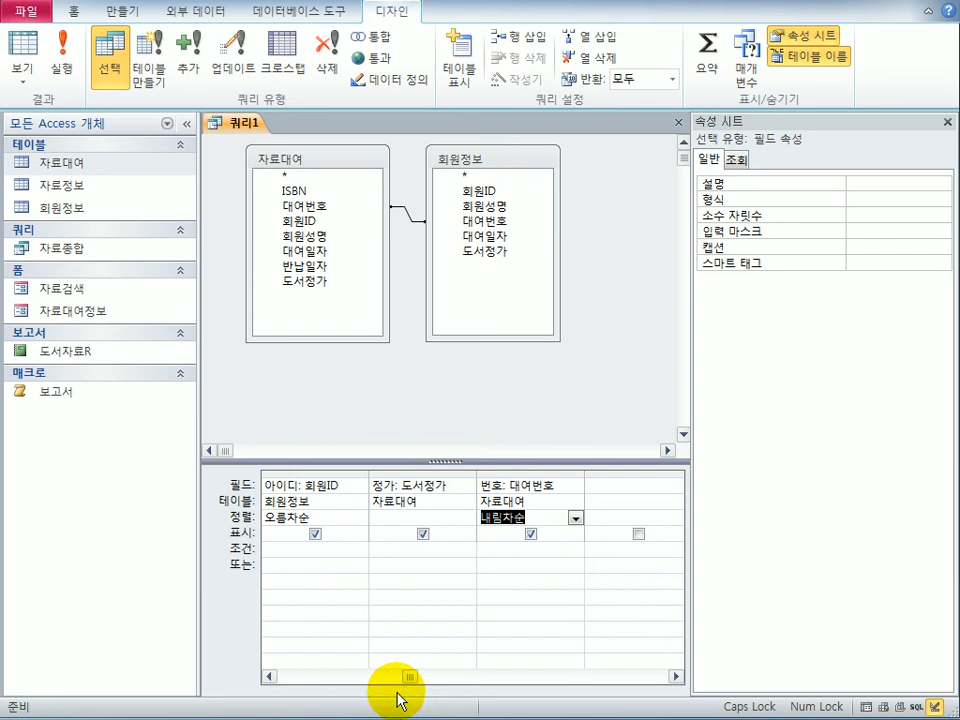 파일 홈 만들기 외부 데이터 데이터베이스 도구 디자인
보기 실행 선택 테이블 만들기 추가 업데이트 크로스탭 삭제 통합 통과 데이터 정의
테이블 표시 행 삽입 행 삭제 작성기 열 삽입 열 삭제 반환: 모두
요약 매개 변수 속성 시트 테이블 이름
결과 쿼리 유형 쿼리 설정 표시/숨기기
모든 Access 개체 «
테이블
자료대여
자료정보
회원정보
쿼리
자료종합
폼
자료검색
자료대여정보
보고서
도서자료R
매크로
보고서
쿼리1
자료대여
*
ISBN
대여번호
회원ID
회원성명
대여일자
반납일자
도서정가
회원정보
*
회원ID
회원성명
대여번호
대여일자
도서정가
필드: 아이디: 회원ID 정가: 도서정가 번호: 대여번호
테이블: 회원정보 자료대여 자료대여
정렬: 오름차순 내림차순
표시:
조건:
또는:
속성 시트
선택 유형: 필드 속성
일반 조회
설명
형식
소수 자릿수
입력 마스크
캡션
스마트 태그
준비 Caps Lock Num Lock SQL